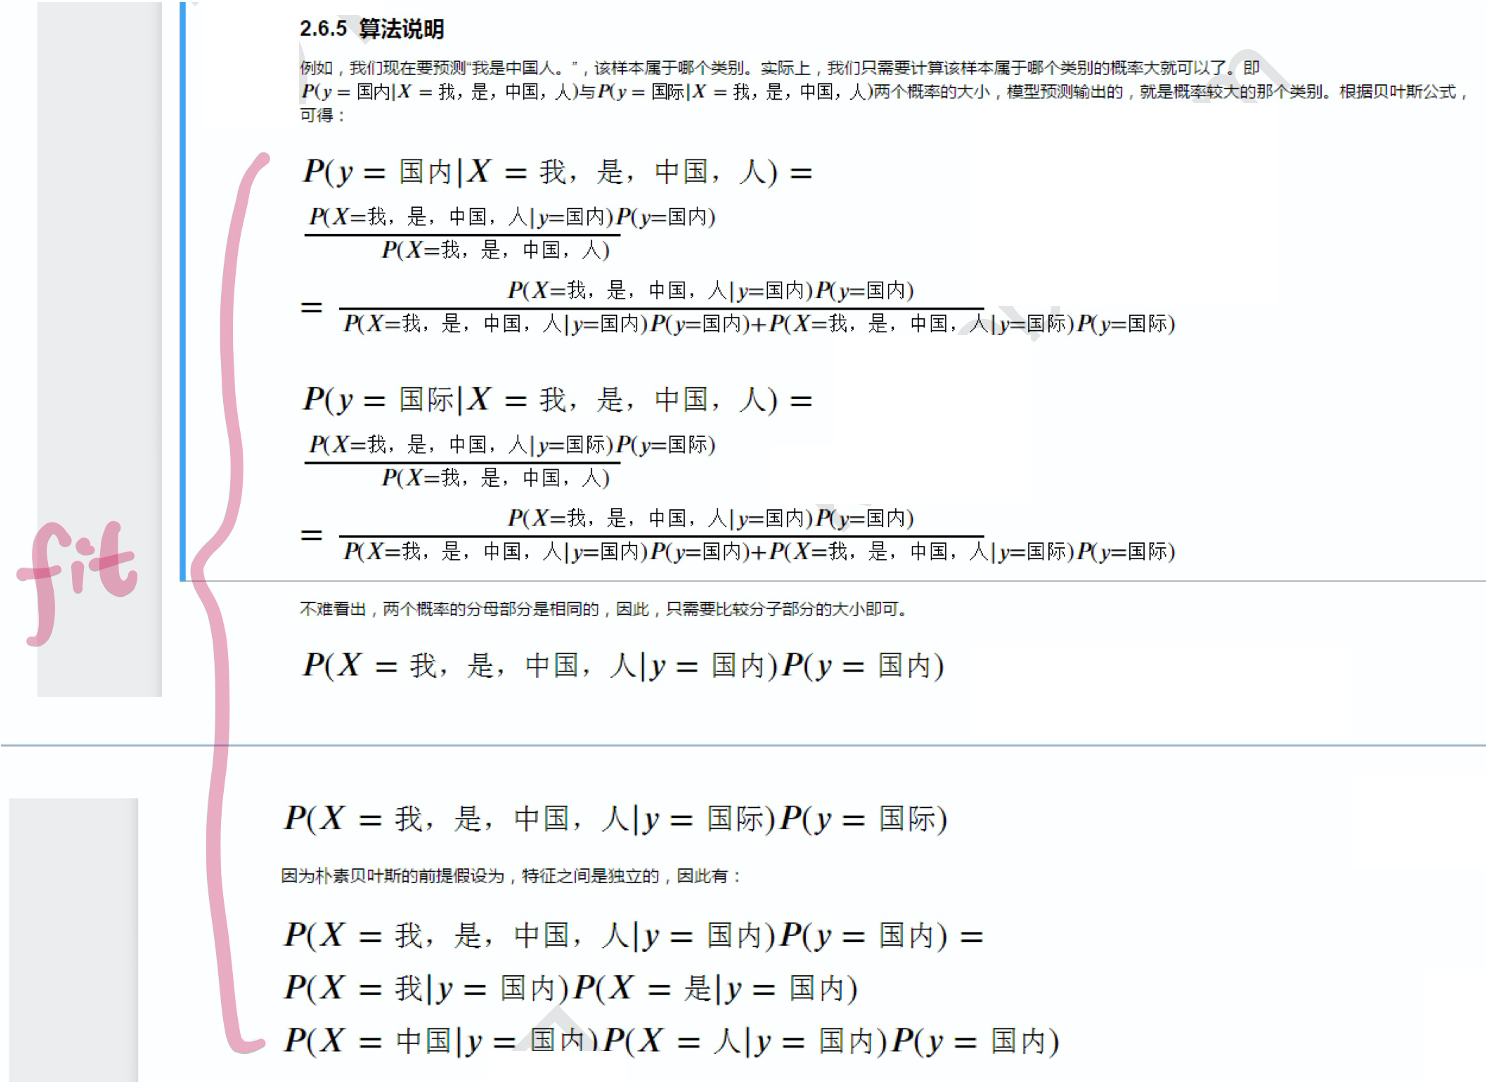 2.6.5 算法说明
例如，我们现在要预测“我是中国人。”，该样本属于哪个类别。实际上，我们只需要计算该样本属于哪个类别的概率大就可以了。即
P(y = 国内|X = 我，是，中国，人)与P(y = 国际|X = 我，是，中国，人)两个概率的大小，模型预测输出的，就是概率较大的那个类别。根据贝叶斯公式，
可得：
P(y = 国内|X = 我，是，中国，人) =
P(X=我，是，中国，人|y=国内)P(y=国内)
P(X=我，是，中国，人)
= P(X=我，是，中国，人|y=国内)P(y=国内)
P(X=我，是，中国，人|y=国内)P(y=国内)+P(X=我，是，中国，人|y=国际)P(y=国际)
P(y = 国际|X = 我，是，中国，人) =
P(X=我，是，中国，人|y=国际)P(y=国际)
P(X=我，是，中国，人)
= P(X=我，是，中国，人|y=国内)P(y=国内)
P(X=我，是，中国，人|y=国内)P(y=国内)+P(X=我，是，中国，人|y=国际)P(y=国际)
fit
不难看出，两个概率的分母部分是相同的，因此，只需要比较分子部分的大小即可。
P(X = 我，是，中国，人|y = 国内)P(y = 国内)
P(X = 我，是，中国，人|y = 国际)P(y = 国际)
因为朴素贝叶斯的前提假设为，特征之间是独立的，因此有：
P(X = 我，是，中国，人|y = 国内)P(y = 国内) =
P(X = 我|y = 国内)P(X = 是|y = 国内)
P(X = 中国|y = 国内)P(X = 人|y = 国内)P(y = 国内)